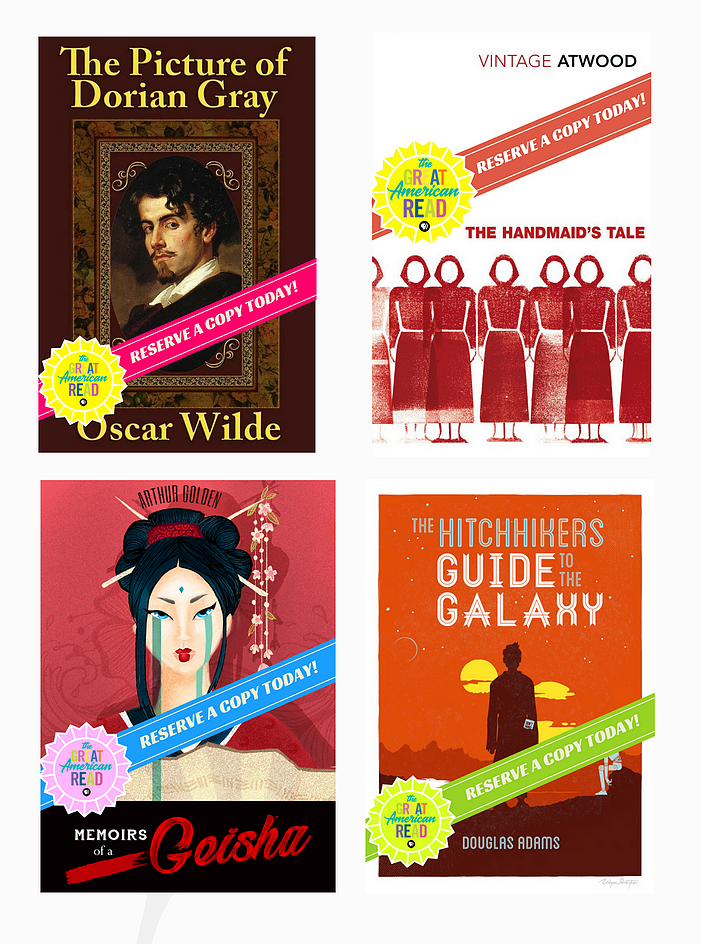 The Picture of
Dorian Gray
RESERVE A COPY TODAY!
the
GREAT
American
READ
Oscar Wilde
VINTAGE ATWOOD
RESERVE A COPY TODAY!
the
GREAT
American
READ
THE HANDMAID'S TALE
ARTHUR GOLDEN
RESERVE A COPY TODAY!
the
GREAT
American
READ
MEMOIRS
of a
Geisha
THE HITCHHIKERS
GUIDE TO
THE
GALAXY
RESERVE A COPY TODAY!
the
GREAT
American
READ
DOUGLAS ADAMS